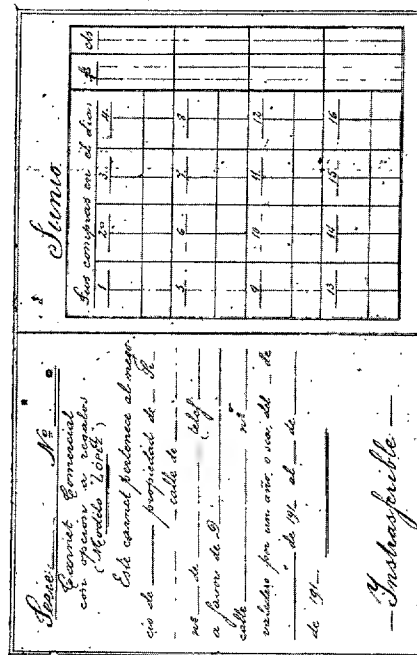 Serie Nº
Carnet Comercial
con opción a regalos.
(Modelo López)
Este carnet pertenece al nego-
cio de propiedad de
calle de
nº de telef.
a favor de D.
calle nº
valedero por un año, o sea, del de
de 191 al de
de 191
Instrasferible
Junio
Sus compras en el dia:
$ cts
1 2 3 4
5 6 7 8
9 10 11 12
13 14 15 16